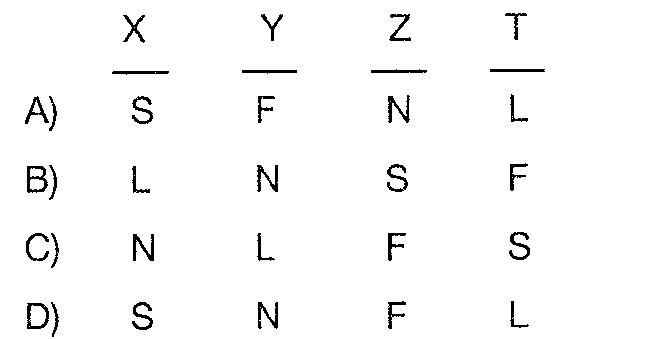 X Y Z T
A) S F N L
B) L N S F
C) N L F S
D) S N F L